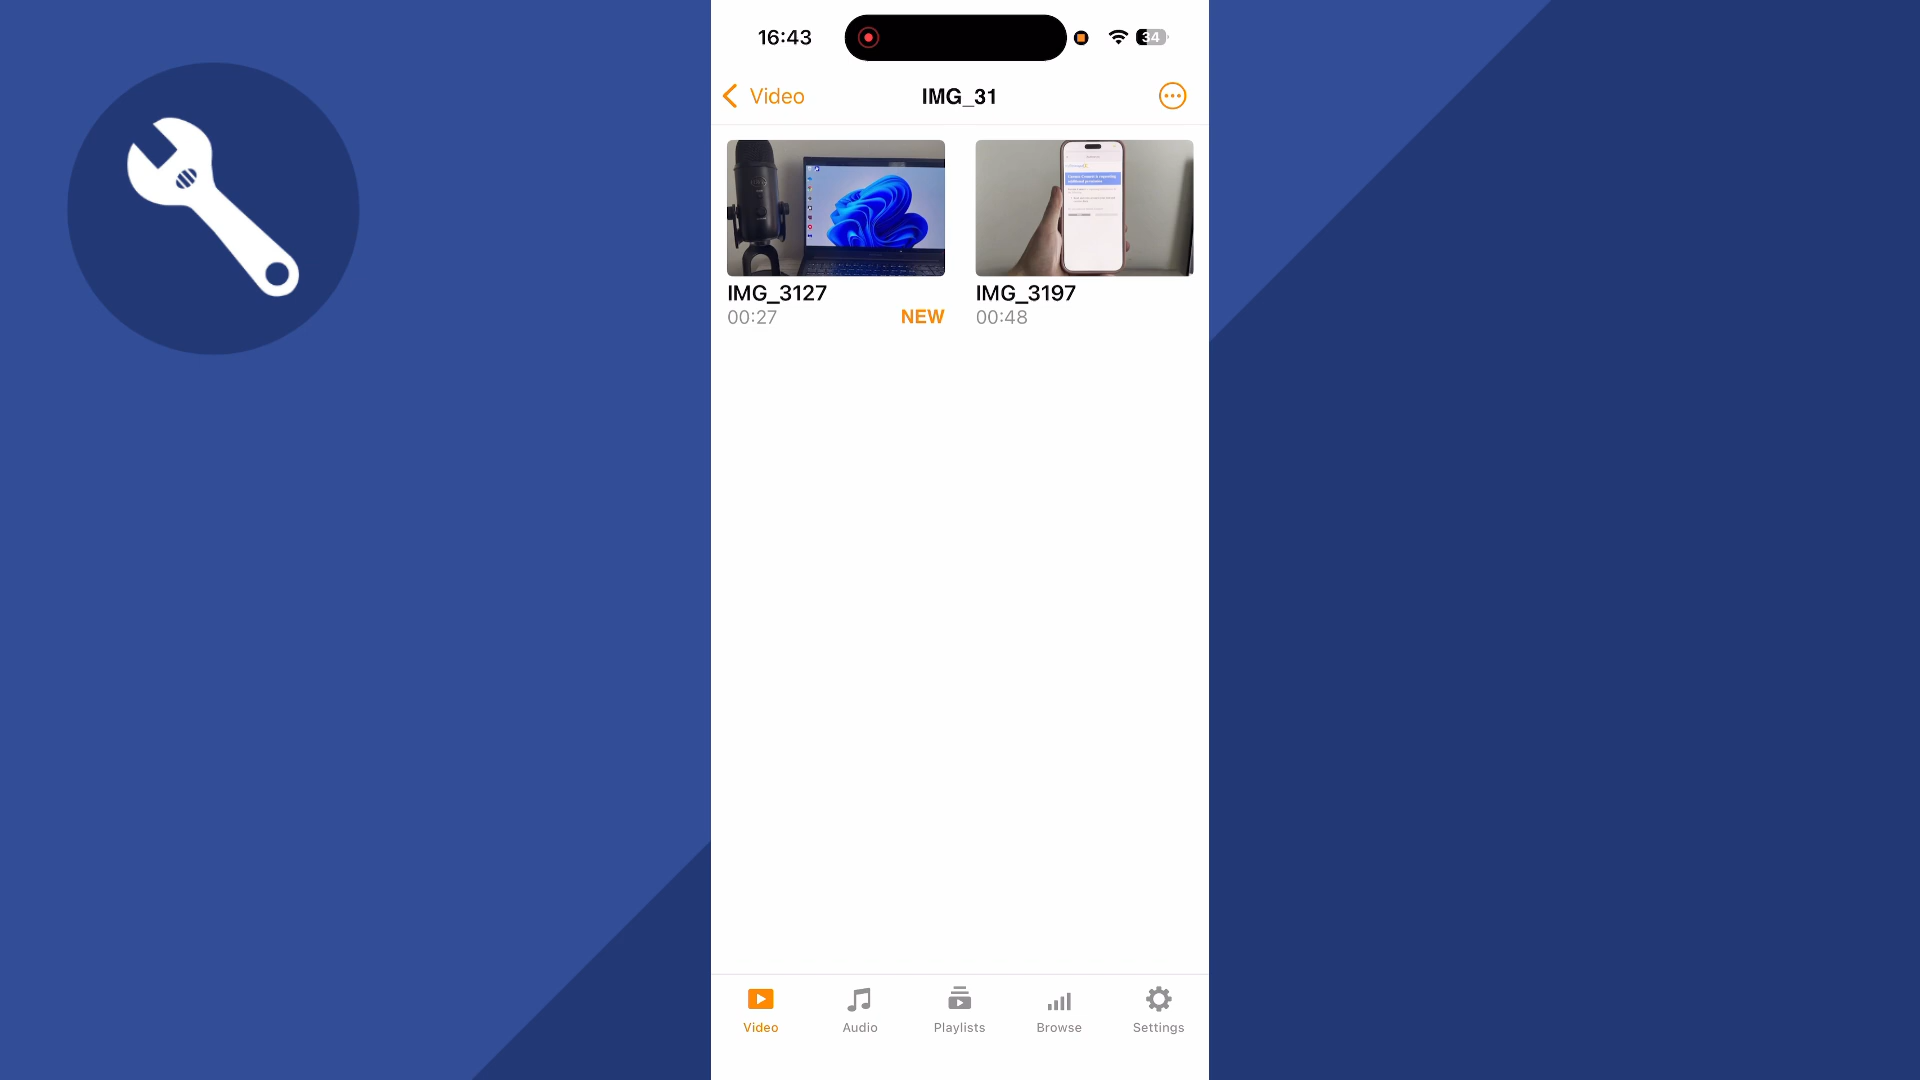 16:43
34
Video
IMG_31
IMG_3127
00:27
NEW
IMG_3197
00:48
Video
Audio
Playlists
Browse
Settings